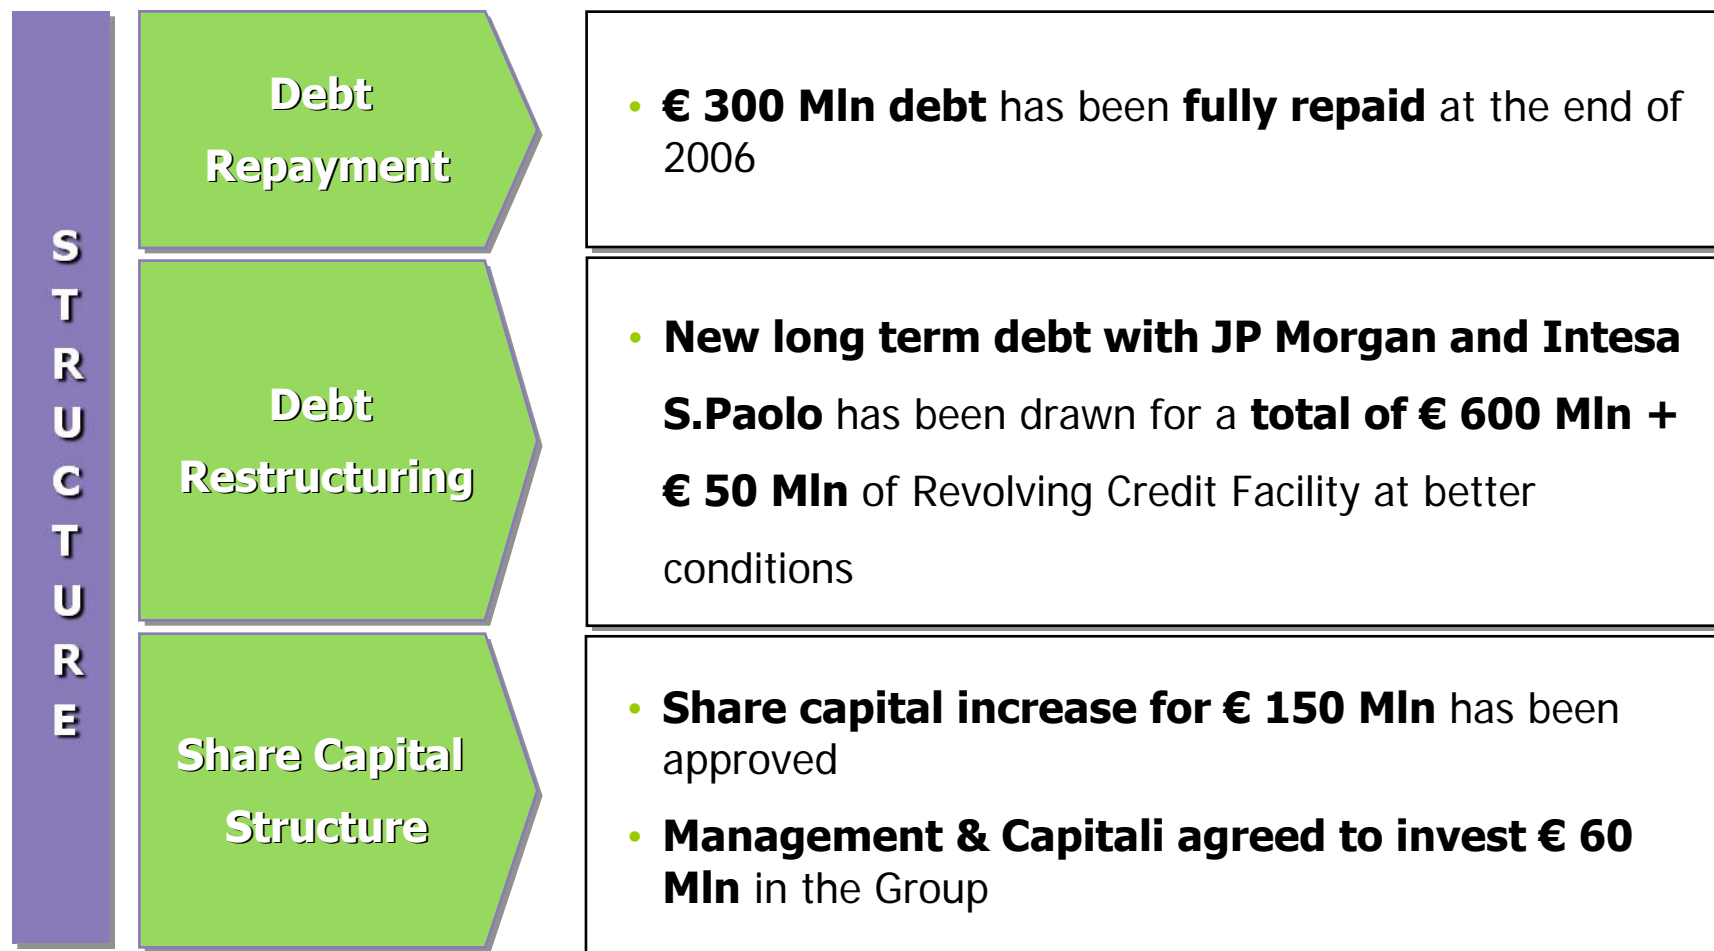 STRUCTURE
Debt
Repayment
• € 300 Mln debt has been fully repaid at the end of
2006
Debt
Restructuring
• New long term debt with JP Morgan and Intesa
S.Paolo has been drawn for a total of € 600 Mln +
€ 50 Mln of Revolving Credit Facility at better
conditions
Share Capital
Structure
• Share capital increase for € 150 Mln has been
approved
• Management & Capitali agreed to invest € 60
Mln in the Group